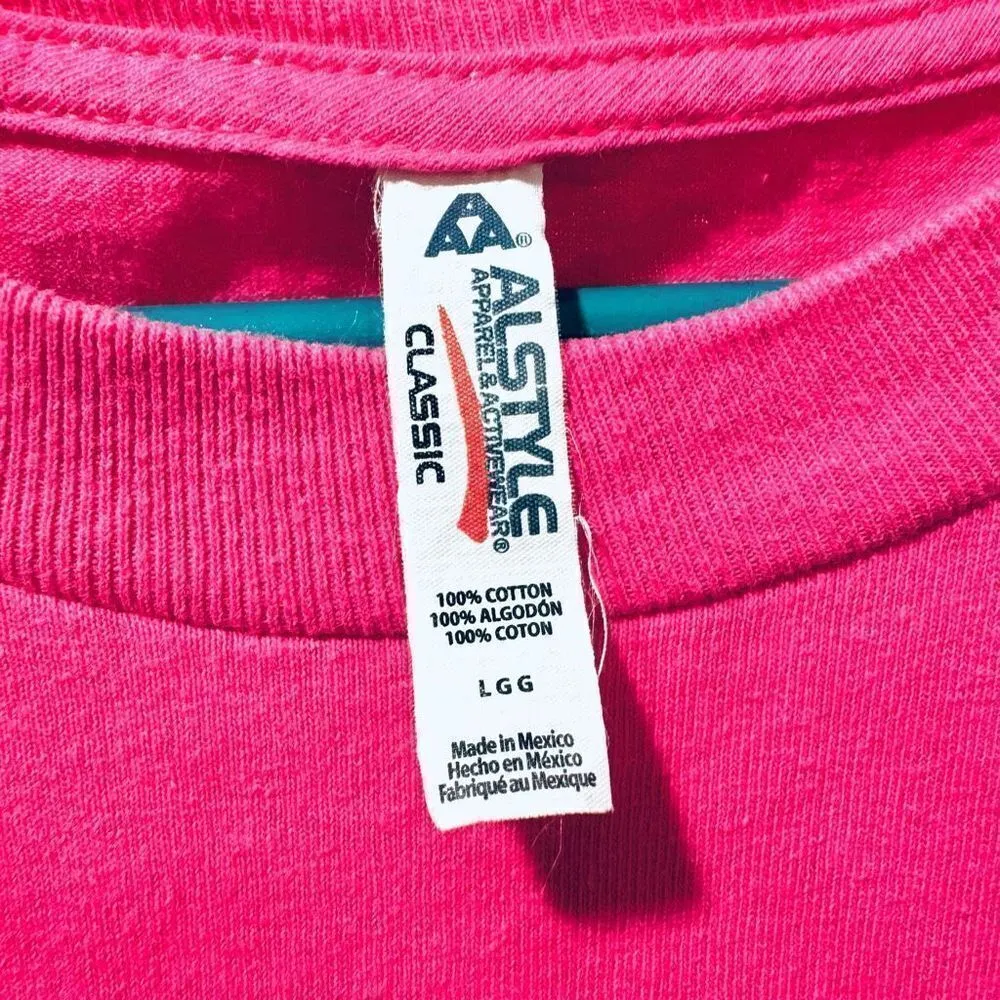 AAA®
ALSTYLE
APPAREL & ACTIVEWEAR®
CLASSIC
100% COTTON
100% ALGODÓN
100% COTON
L G G
Made in Mexico
Hecho en México
Fabriqué au Mexique